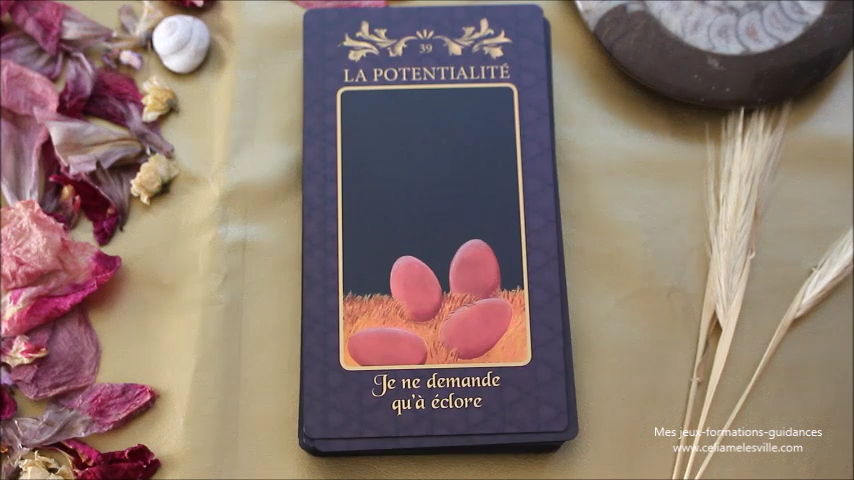 39
LA POTENTIALITÉ
Je ne demande
qu'à éclore
Mes jeux-formations-guidances
www.celiamelesville.com